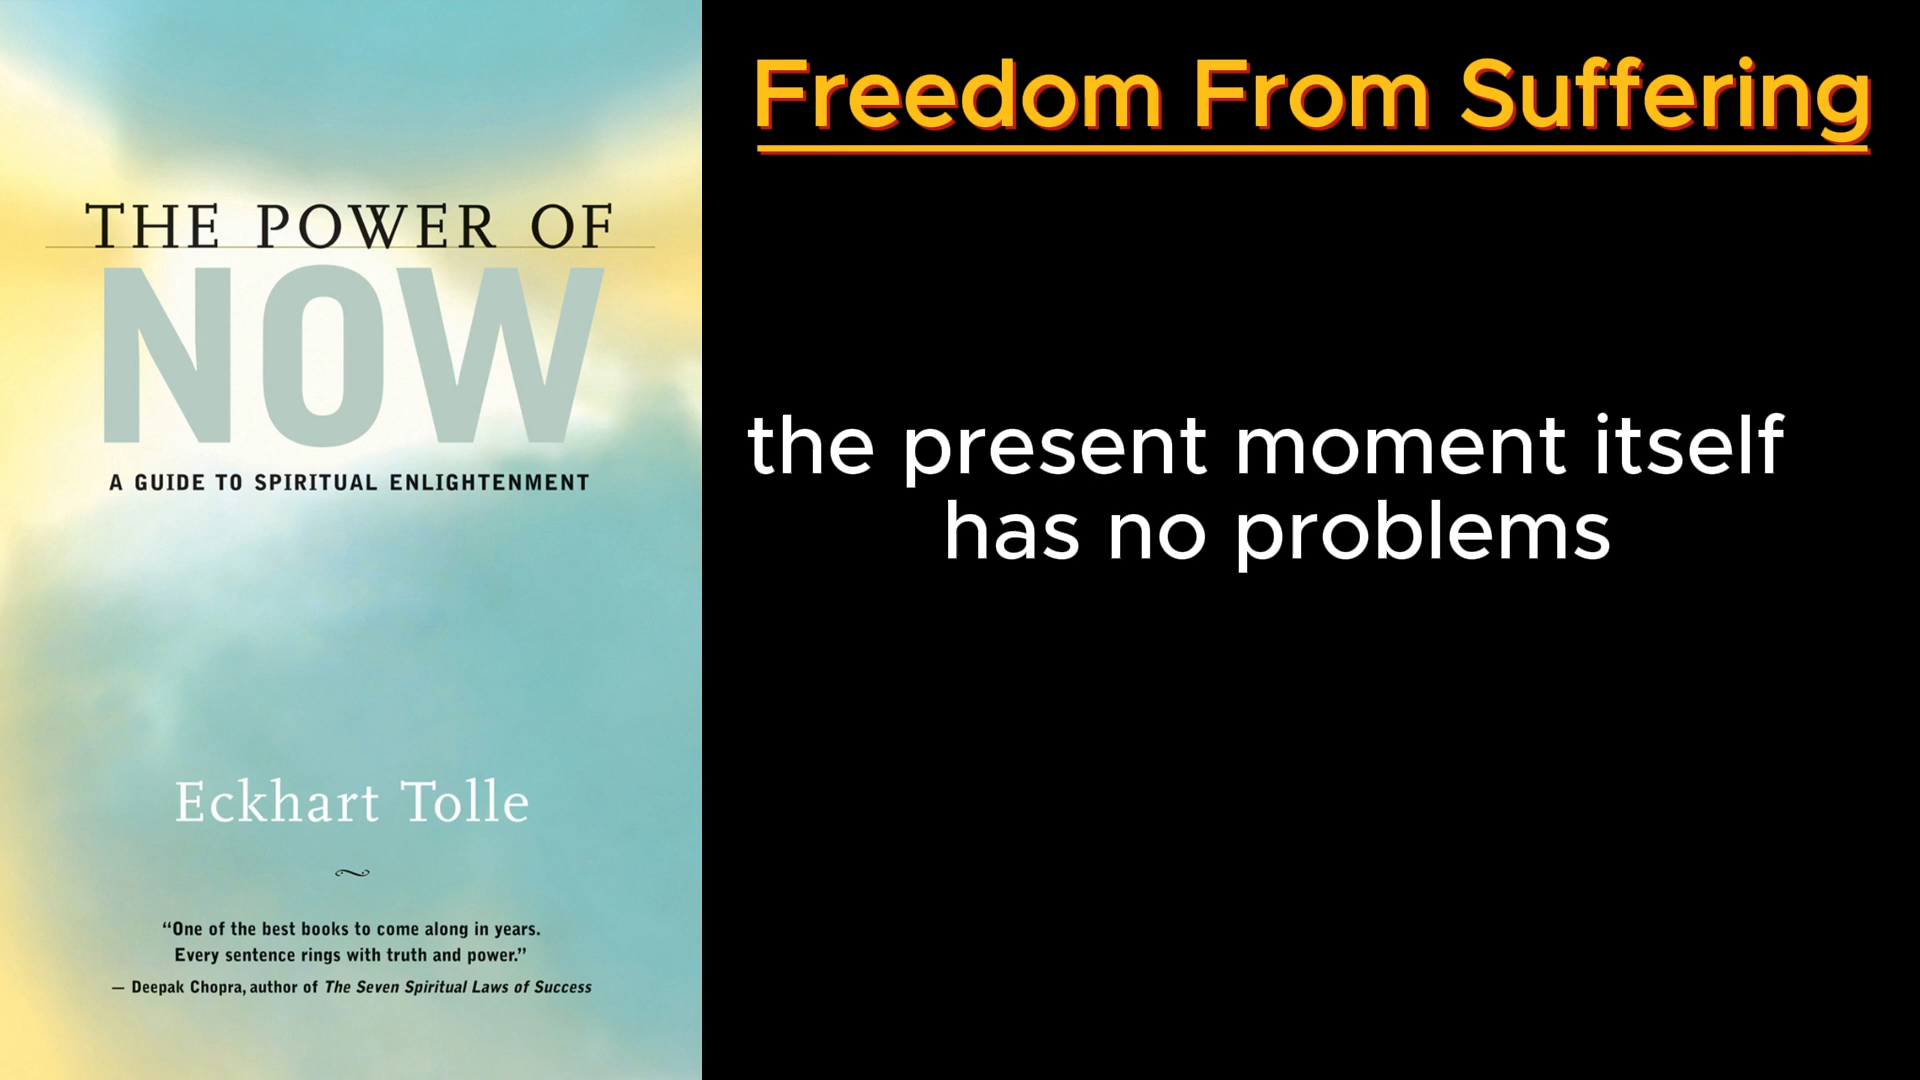 THE POWER OF
NOW
A GUIDE TO SPIRITUAL ENLIGHTENMENT
Eckhart Tolle
“One of the best books to come along in years.
Every sentence rings with truth and power.”
— Deepak Chopra, author of The Seven Spiritual Laws of Success
Freedom From Suffering
the present moment itself
has no problems